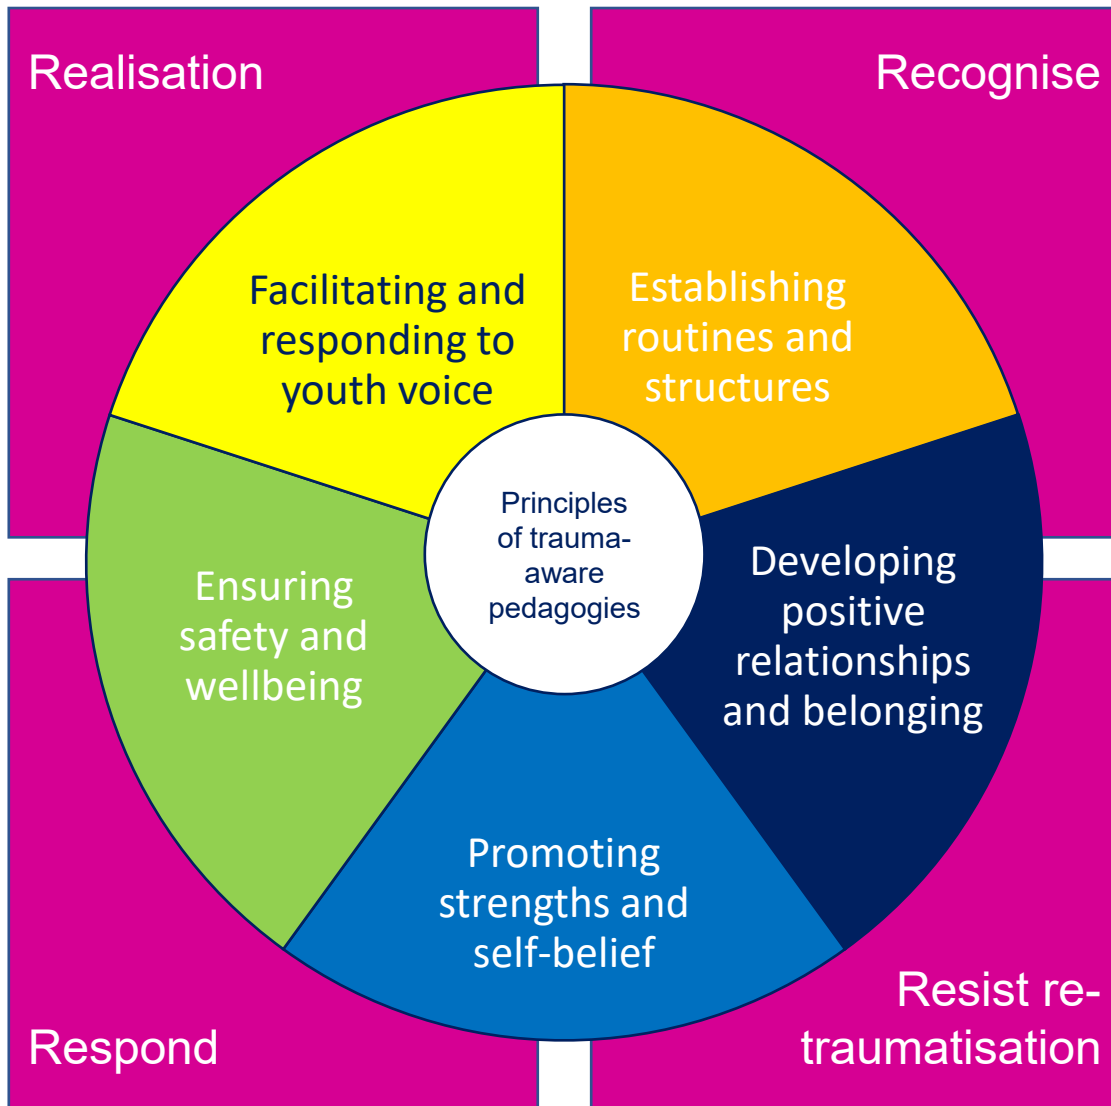 Realisation
Recognise
Facilitating and
responding to
youth voice
Establishing
routines and
structures
Principles
of trauma-
aware
pedagogies
Ensuring
safety and
wellbeing
Developing
positive
relationships
and belonging
Promoting
strengths and
self-belief
Respond
Resist re-
traumatisation